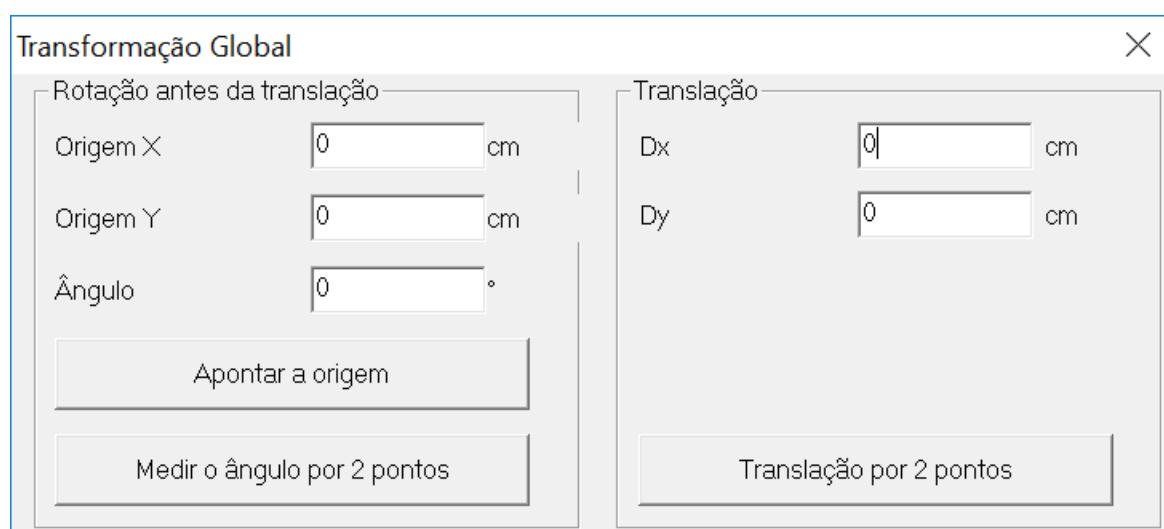 Transformação Global
Rotação antes da translação
Origem X 0 cm
Origem Y 0 cm
Ângulo 0 °
Apontar a origem
Medir o ângulo por 2 pontos
Translação
Dx 0 cm
Dy 0 cm
Translação por 2 pontos